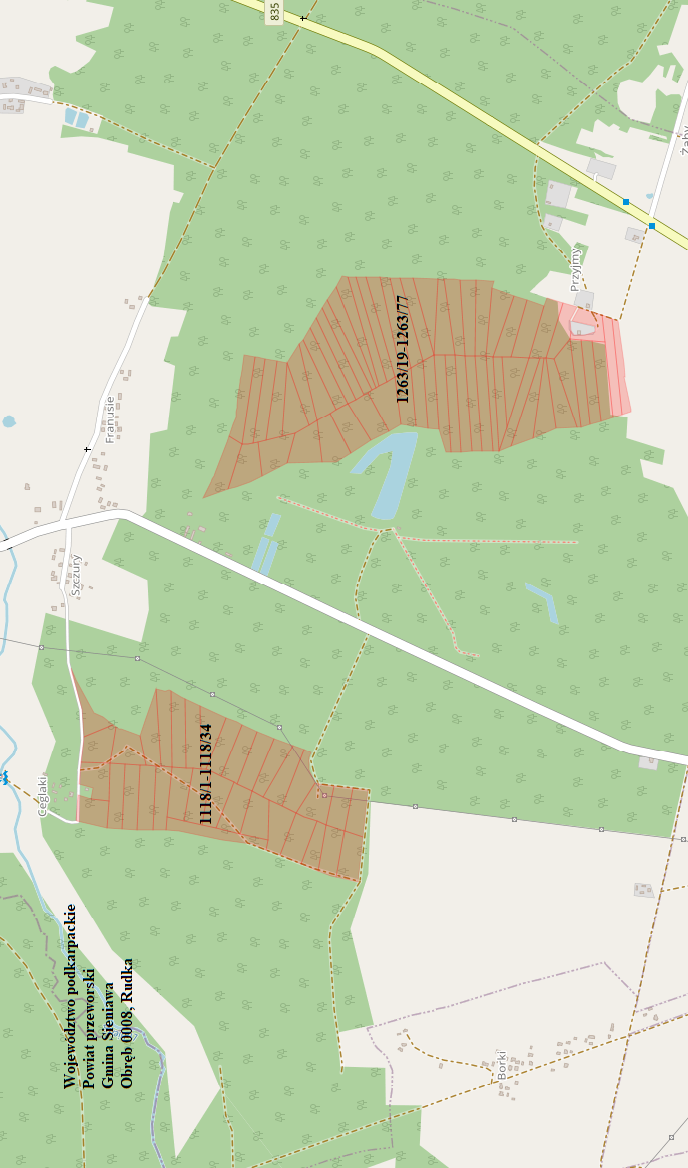 835
Żaby
Przyjmy
1263/19-1263/77
Franusie
Szczury
1118/1-1118/34
Cegłaki
Województwo podkarpackie
Powiat przeworski
Gmina Sieniawa
Obręb 0008, Rudka
Borki